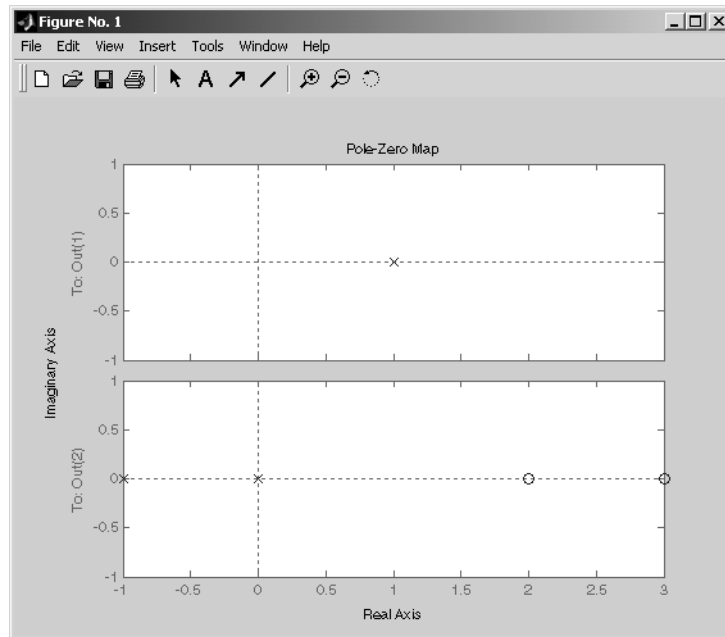 Figure No. 1
File Edit View Insert Tools Window Help
A
Pole-Zero Map
1
0.5
0
-0.5
-1
To: Out(1)
Imaginary Axis
1
0.5
0
-0.5
-1
To: Out(2)
-1 -0.5 0 0.5 1 1.5 2 2.5 3
Real Axis